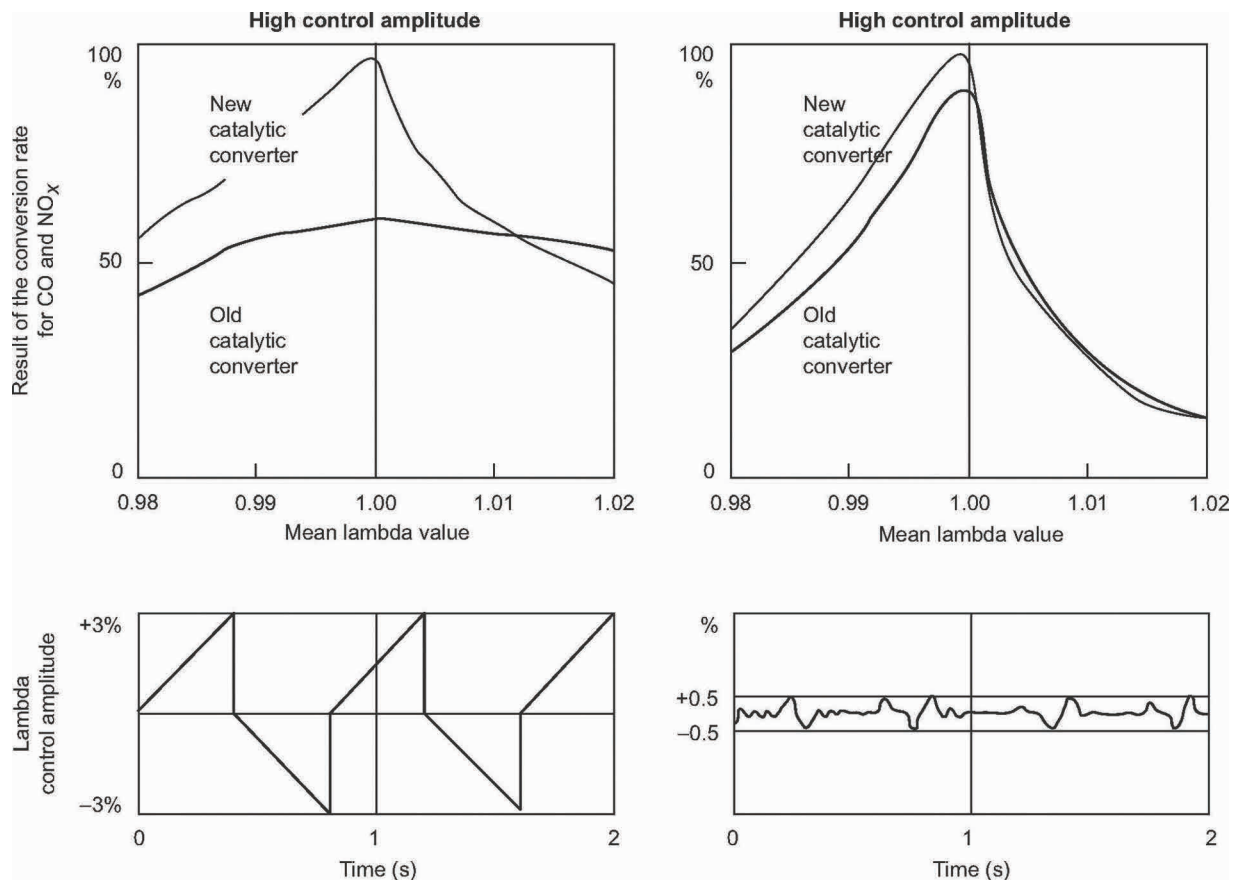 High control amplitude
High control amplitude
Result of the conversion rate
for CO and NOx
100
%
50
0
New
catalytic
converter
Old
catalytic
converter
0.98 0.99 1.00 1.01 1.02
Mean lambda value
100
%
50
0
New
catalytic
converter
Old
catalytic
converter
0.98 0.99 1.00 1.01 1.02
Mean lambda value
Lambda
control amplitude
+3%
–3%
0 1 2
Time (s)
%
+0.5
–0.5
0 1 2
Time (s)